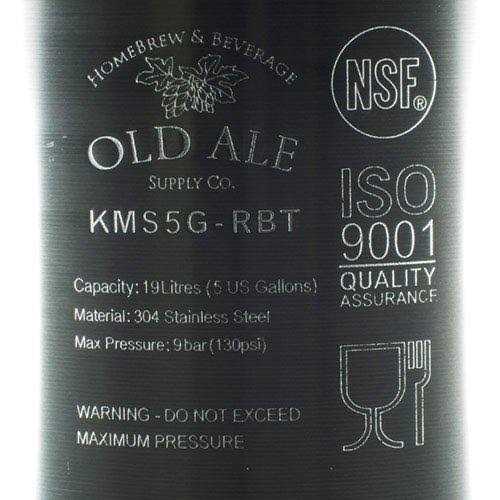 HOMEBREW & BEVERAGE
OLD ALE
SUPPLY CO.
KMS5G-RBT
Capacity: 19Litres (5 US Gallons)
Material: 304 Stainless Steel
Max Pressure: 9bar(130psi)
WARNING - DO NOT EXCEED
MAXIMUM PRESSURE
NSF®
ISO
9001
QUALITY
ASSURANCE